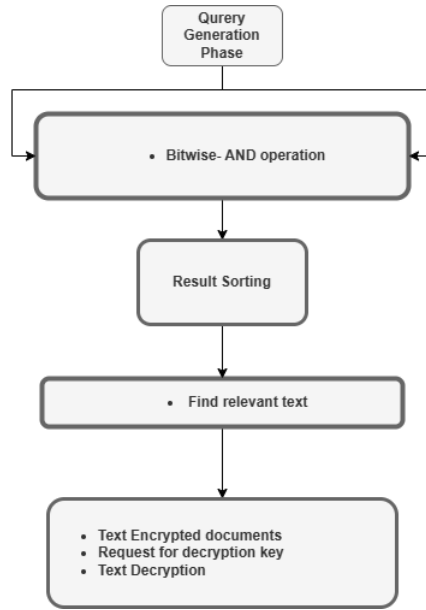 Qurery
Generation
Phase
• Bitwise- AND operation
Result Sorting
• Find relevant text
• Text Encrypted documents
• Request for decryption key
• Text Decryption